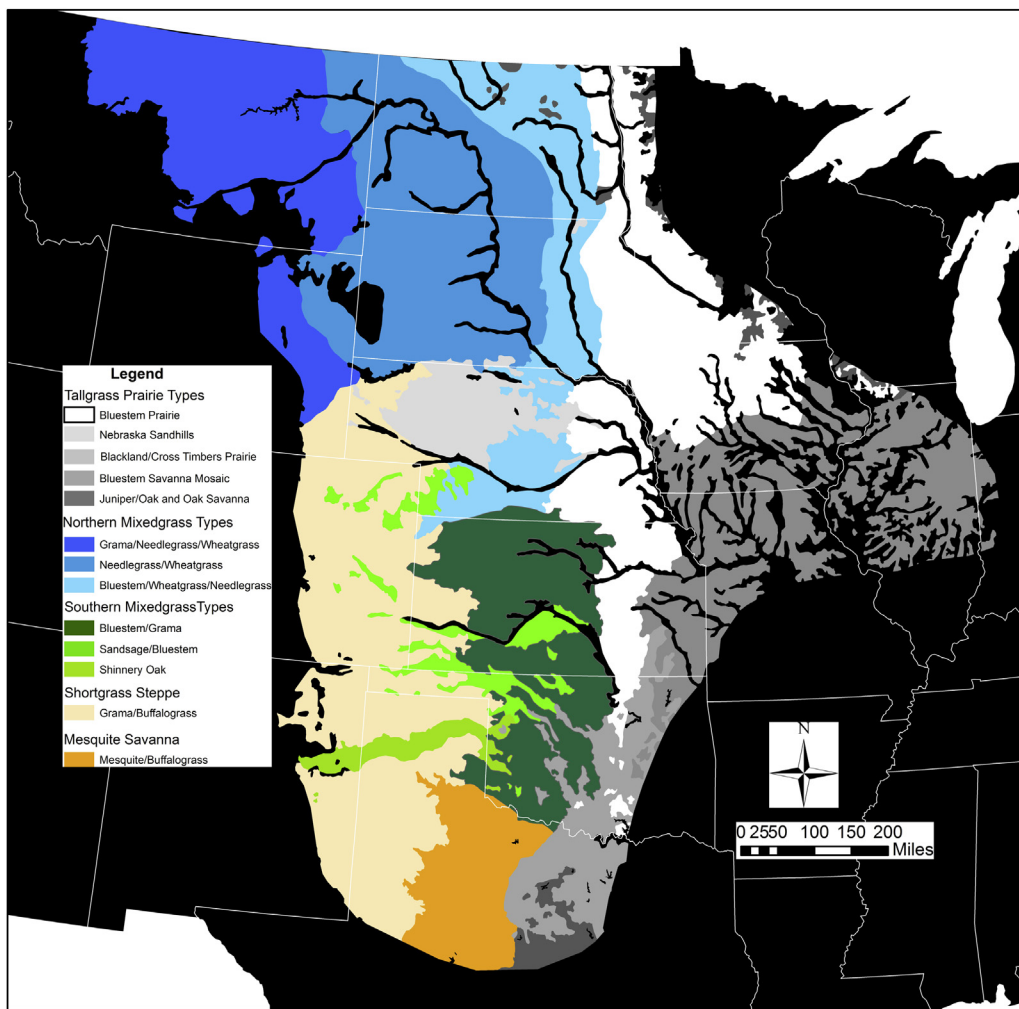 Legend
Tallgrass Prairie Types
Bluestem Prairie
Nebraska Sandhills
Blackland/Cross Timbers Prairie
Bluestem Savanna Mosaic
Juniper/Oak and Oak Savanna
Northern Mixedgrass Types
Grama/Needlegrass/Wheatgrass
Needlegrass/Wheatgrass
Bluestem/Wheatgrass/Needlegrass
Southern MixedgrassTypes
Bluestem/Grama
Sandsage/Bluestem
Shinnery Oak
Shortgrass Steppe
Grama/Buffalograss
Mesquite Savanna
Mesquite/Buffalograss
N
0 2550 100 150 200
Miles